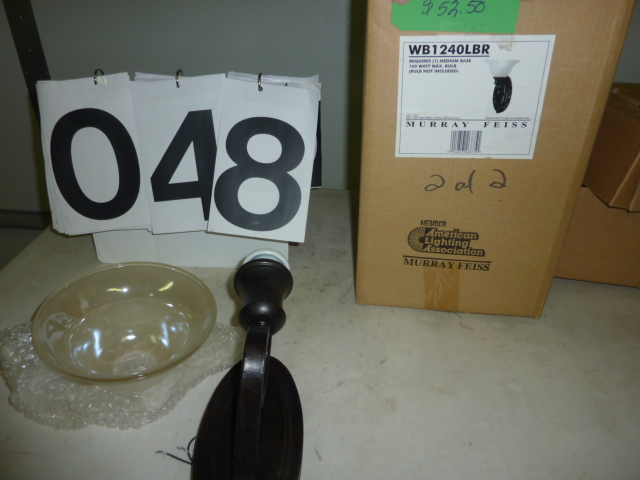 $52.50
WB1240LBR
REQUIRES (1) MEDIUM BASE
100 WATT MAX. BULB
(BULB NOT INCLUDED)
MURRAY FEISS
048
2 of 2
MEMBER
American
Lighting
Association
MURRAY FEISS